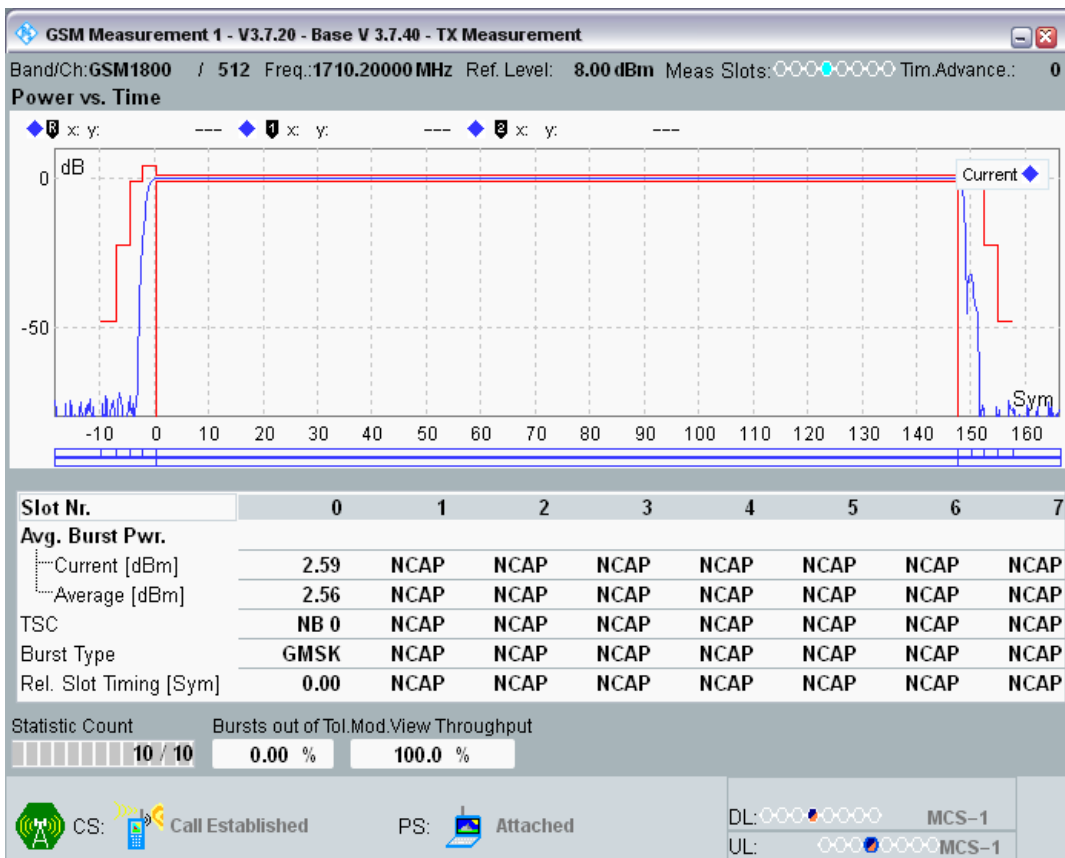 GSM Measurement 1 - V3.7.20 - Base V 3.7.40 - TX Measurement
Band/Ch:GSM1800 / 512 Freq.:1710.20000 MHz Ref. Level: 8.00 dBm Meas Slots: Tim.Advance.: 0
Power vs. Time
R x: y: --- 1 x: y: --- 2 x: y: ---
dB
Current
0
-50
Sym
-10 0 10 20 30 40 50 60 70 80 90 100 110 120 130 140 150 160
Slot Nr. 0 1 2 3 4 5 6 7
Avg. Burst Pwr.
Current [dBm] 2.59 NCAP NCAP NCAP NCAP NCAP NCAP NCAP
Average [dBm] 2.56 NCAP NCAP NCAP NCAP NCAP NCAP NCAP
TSC NB 0 NCAP NCAP NCAP NCAP NCAP NCAP NCAP
Burst Type GMSK NCAP NCAP NCAP NCAP NCAP NCAP NCAP
Rel. Slot Timing [Sym] 0.00 NCAP NCAP NCAP NCAP NCAP NCAP NCAP
Statistic Count Bursts out of Tol. Mod.View Throughput
10 / 10 0.00 % 100.0 %
CS: Call Established PS: Attached DL: MCS-1
UL: MCS-1